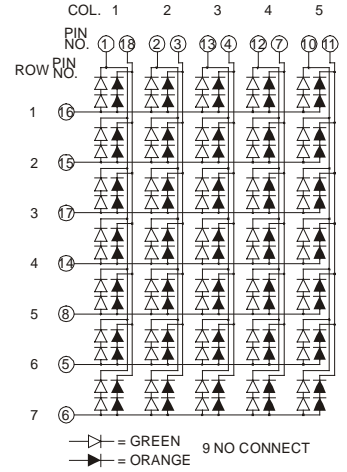 COL. 1 2 3 4 5
PIN NO. 1 18 2 3 13 4 12 7 10 11
ROW PIN NO.
1 16
2 15
3 17
4 14
5 8
6 5
7 6
= GREEN
= ORANGE
9 NO CONNECT